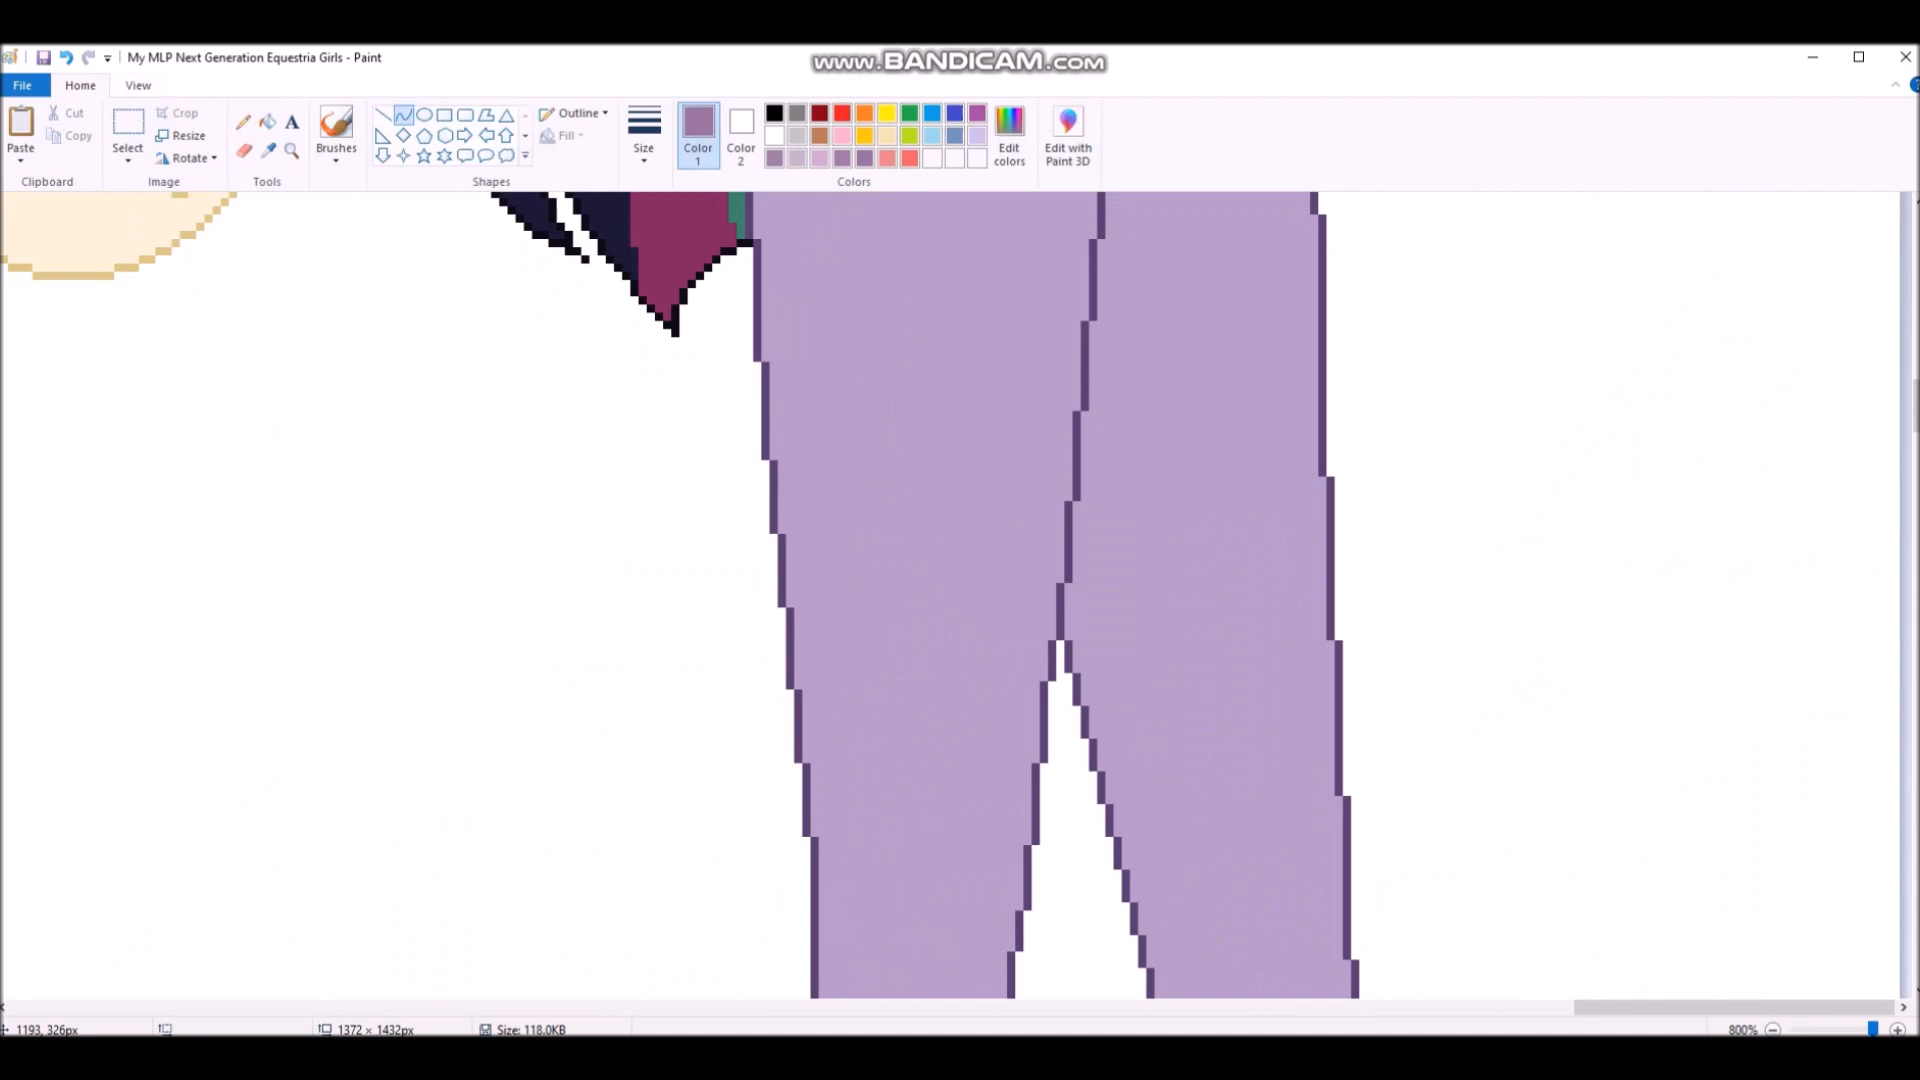 My MLP Next Generation Equestria Girls - Paint
www.BANDICAM.com
File Home View
Paste
Cut
Copy
Clipboard
Select
Crop
Resize
Rotate
Image
A
Tools
Brushes
Shapes
Outline
Fill
Size
Color 1
Color 2
Colors
Edit colors
Edit with Paint 3D
1193, 326px
1372 × 1432px
Size: 118.0KB
800%